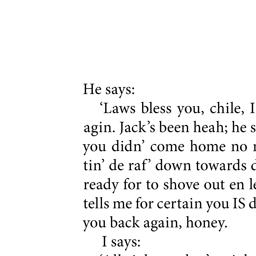 He says:
‘Laws bless you, chile, I
agin. Jack’s been heah; he s
you didn’ come home no
tin’ de raf’ down towards
ready for to shove out en
tells me for certain you IS
you back again, honey.
I says: